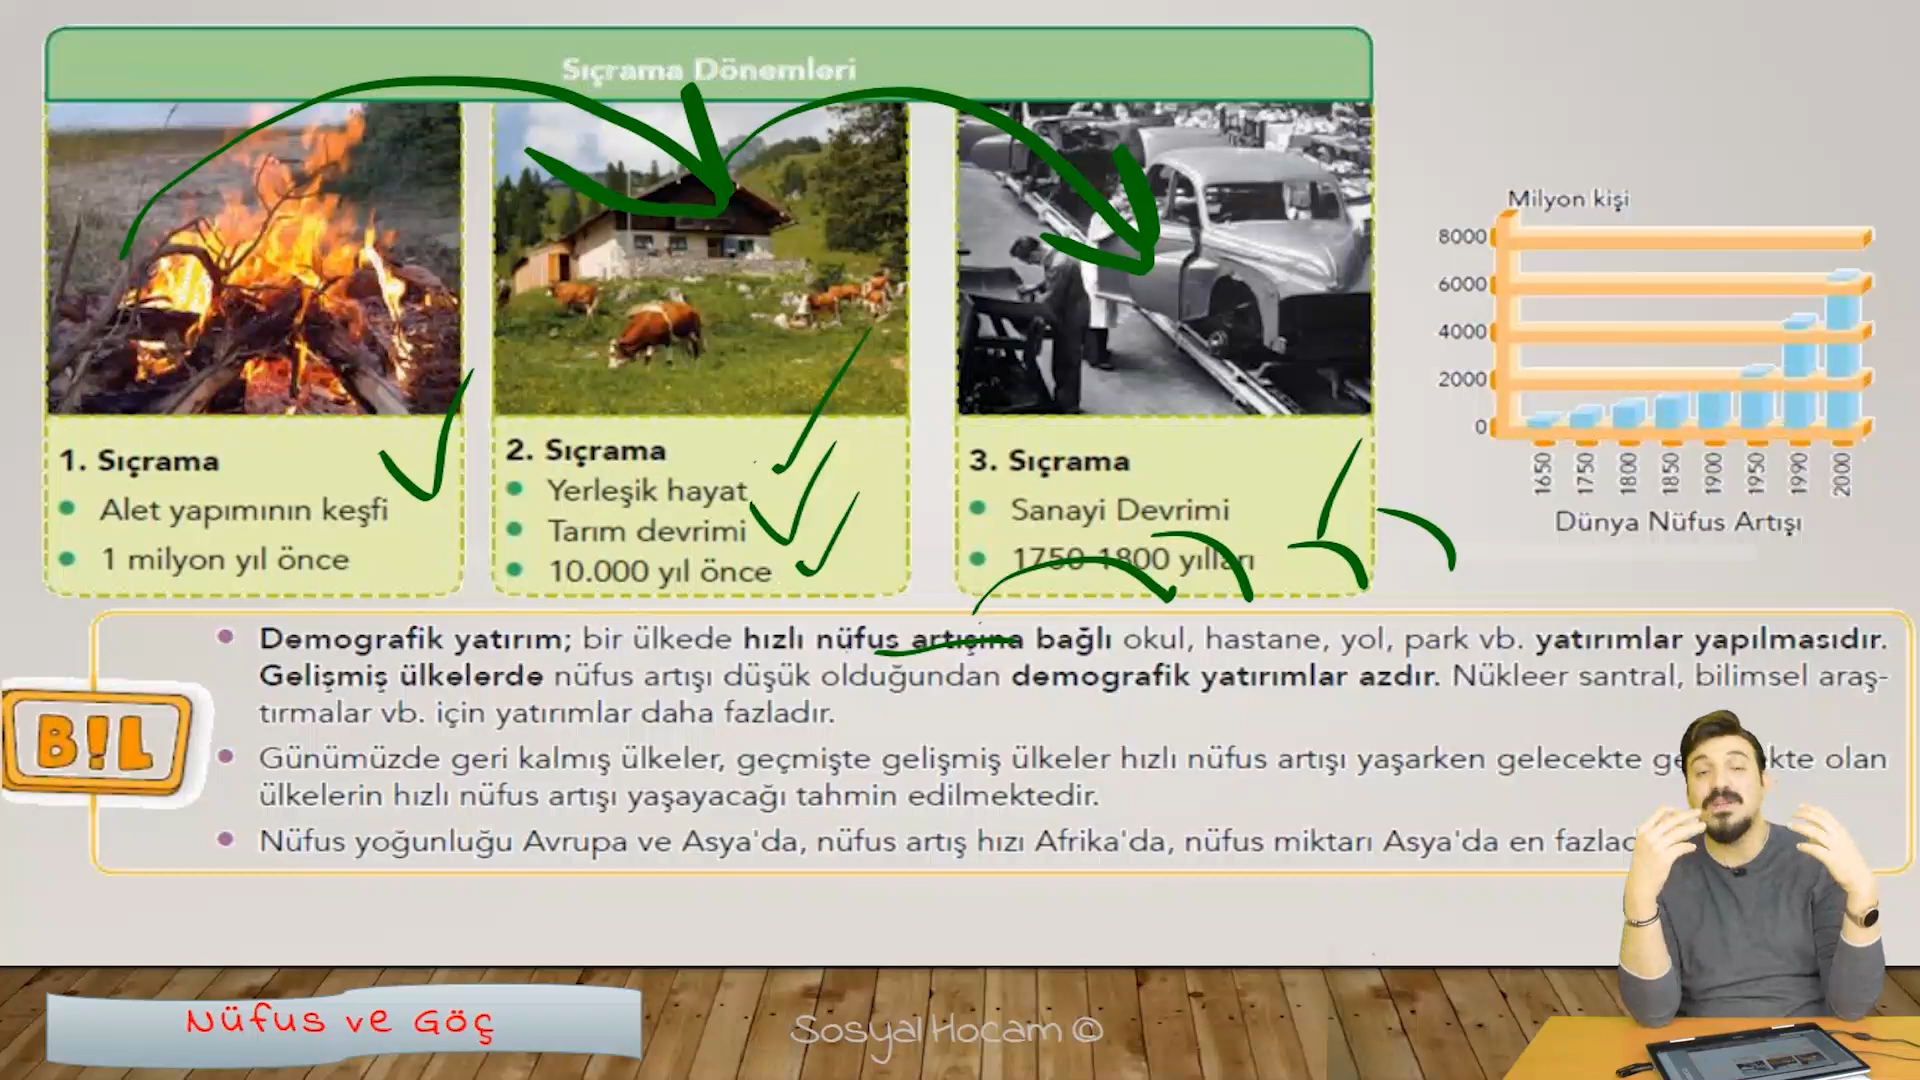 Sıçrama Dönemleri
1. Sıçrama
Alet yapımının keşfi
1 milyon yıl önce
2. Sıçrama
Yerleşik hayat
Tarım devrimi
10.000 yıl önce
3. Sıçrama
Sanayi Devrimi
1750-1800 yılları
Milyon kişi
8000
6000
4000
2000
0
1650
1750
1800
1850
1900
1950
1990
2000
Dünya Nüfus Artışı
BİL
Demografik yatırım; bir ülkede hızlı nüfus artışına bağlı okul, hastane, yol, park vb. yatırımlar yapılmasıdır.
Gelişmiş ülkelerde nüfus artışı düşük olduğundan demografik yatırımlar azdır. Nükleer santral, bilimsel araş-
tırmalar vb. için yatırımlar daha fazladır.
Günümüzde geri kalmış ülkeler, geçmişte gelişmiş ülkeler hızlı nüfus artışı yaşarken gelecekte olan
ülkelerin hızlı nüfus artışı yaşayacağı tahmin edilmektedir.
Nüfus yoğunluğu Avrupa ve Asya'da, nüfus artış hızı Afrika'da, nüfus miktarı Asya'da en
Nüfus ve Göç
Sosyal Hocam ©